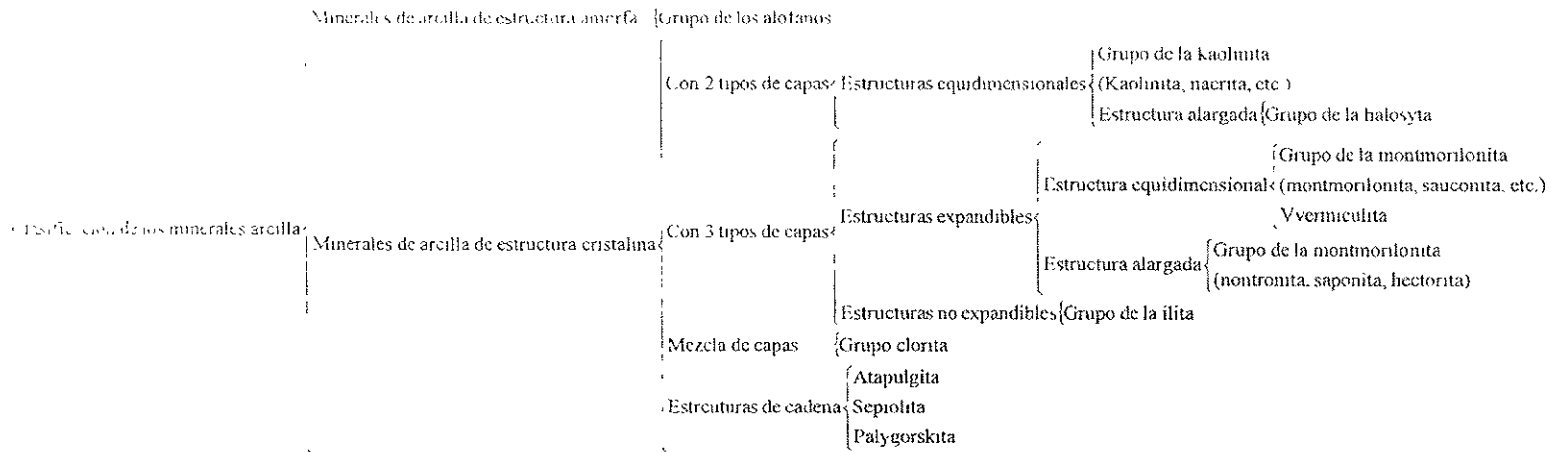 Minerales de arcilla de estructura amorfa {Grupo de los alofanos
Con 2 tipos de capas
Estructuras equidimensionales
Grupo de la kaolinita
(Kaolinita, nacrita, etc.)
Estructura alargada {Grupo de la halosyta
de los minerales arcilla
Minerales de arcilla de estructura cristalina
Con 3 tipos de capas
Estructuras expandibles
Estructura equidimensional
Grupo de la montmorilonita
(montmorilonita, sauconita, etc.)
Vvermiculita
Estructura alargada
Grupo de la montmorilonita
(nontronita, saponita, hectorita)
Estructuras no expandibles {Grupo de la ilita
Mezcla de capas {Grupo clorita
Estrcuturas de cadena
Atapulgita
Sepiolita
Palygorskita